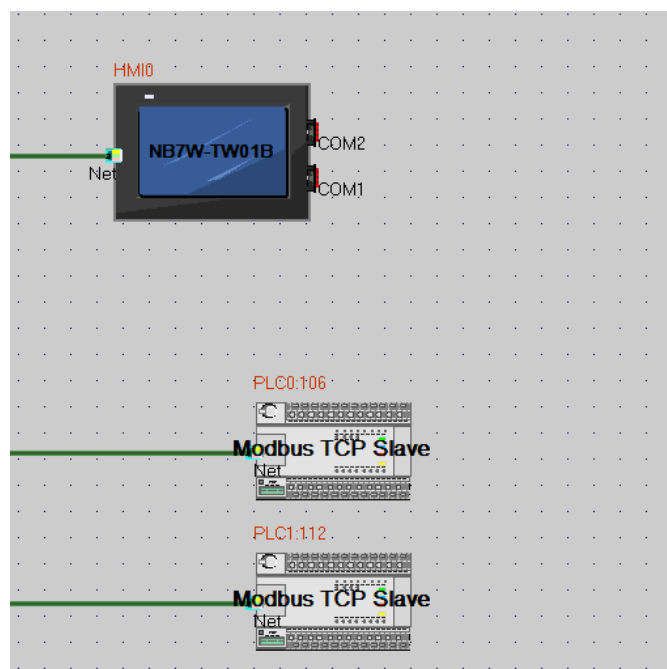 HMI0
NB7W-TW01B
COM2
Net
COM1
PLC0:106
Modbus TCP Slave
Net
PLC1:112
Modbus TCP Slave
Net